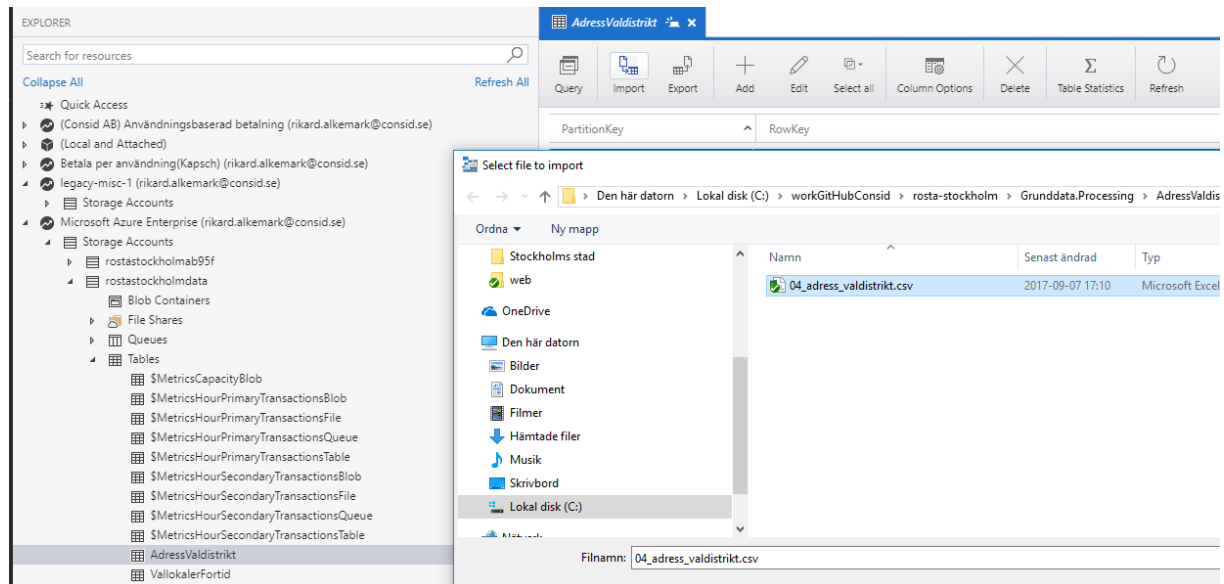 EXPLORER
Search for resources
Collapse All
Refresh All
Quick Access
(Consid AB) Användningsbaserad betalning (rikard.alkemark@consid.se)
(Local and Attached)
Betala per användning(Kapsch) (rikard.alkemark@consid.se)
legacy-misc-1 (rikard.alkemark@consid.se)
Storage Accounts
Microsoft Azure Enterprise (rikard.alkemark@consid.se)
Storage Accounts
rostastockholmab95f
rostastockholmdata
Blob Containers
File Shares
Queues
Tables
$MetricsCapacityBlob
$MetricsHourPrimaryTransactionsBlob
$MetricsHourPrimaryTransactionsFile
$MetricsHourPrimaryTransactionsQueue
$MetricsHourPrimaryTransactionsTable
$MetricsHourSecondaryTransactionsBlob
$MetricsHourSecondaryTransactionsFile
$MetricsHourSecondaryTransactionsQueue
$MetricsHourSecondaryTransactionsTable
AdressValdistrikt
VallokalerFortid
AdressValdistrikt
Query Import Export Add Edit Select all Column Options Delete Table Statistics Refresh
PartitionKey RowKey
Select file to import
Den här datorn > Lokal disk (C:) > workGitHubConsid > rosta-stockholm > Grunddata.Processing > AdressValdis
Ordna Ny mapp
Stockholms stad
web
OneDrive
Den här datorn
Bilder
Dokument
Filmer
Hämtade filer
Musik
Skrivbord
Lokal disk (C:)
Namn Senast ändrad Typ
04_adress_valdistrikt.csv 2017-09-07 17:10 Microsoft Excel
Filnamn: 04_adress_valdistrikt.csv